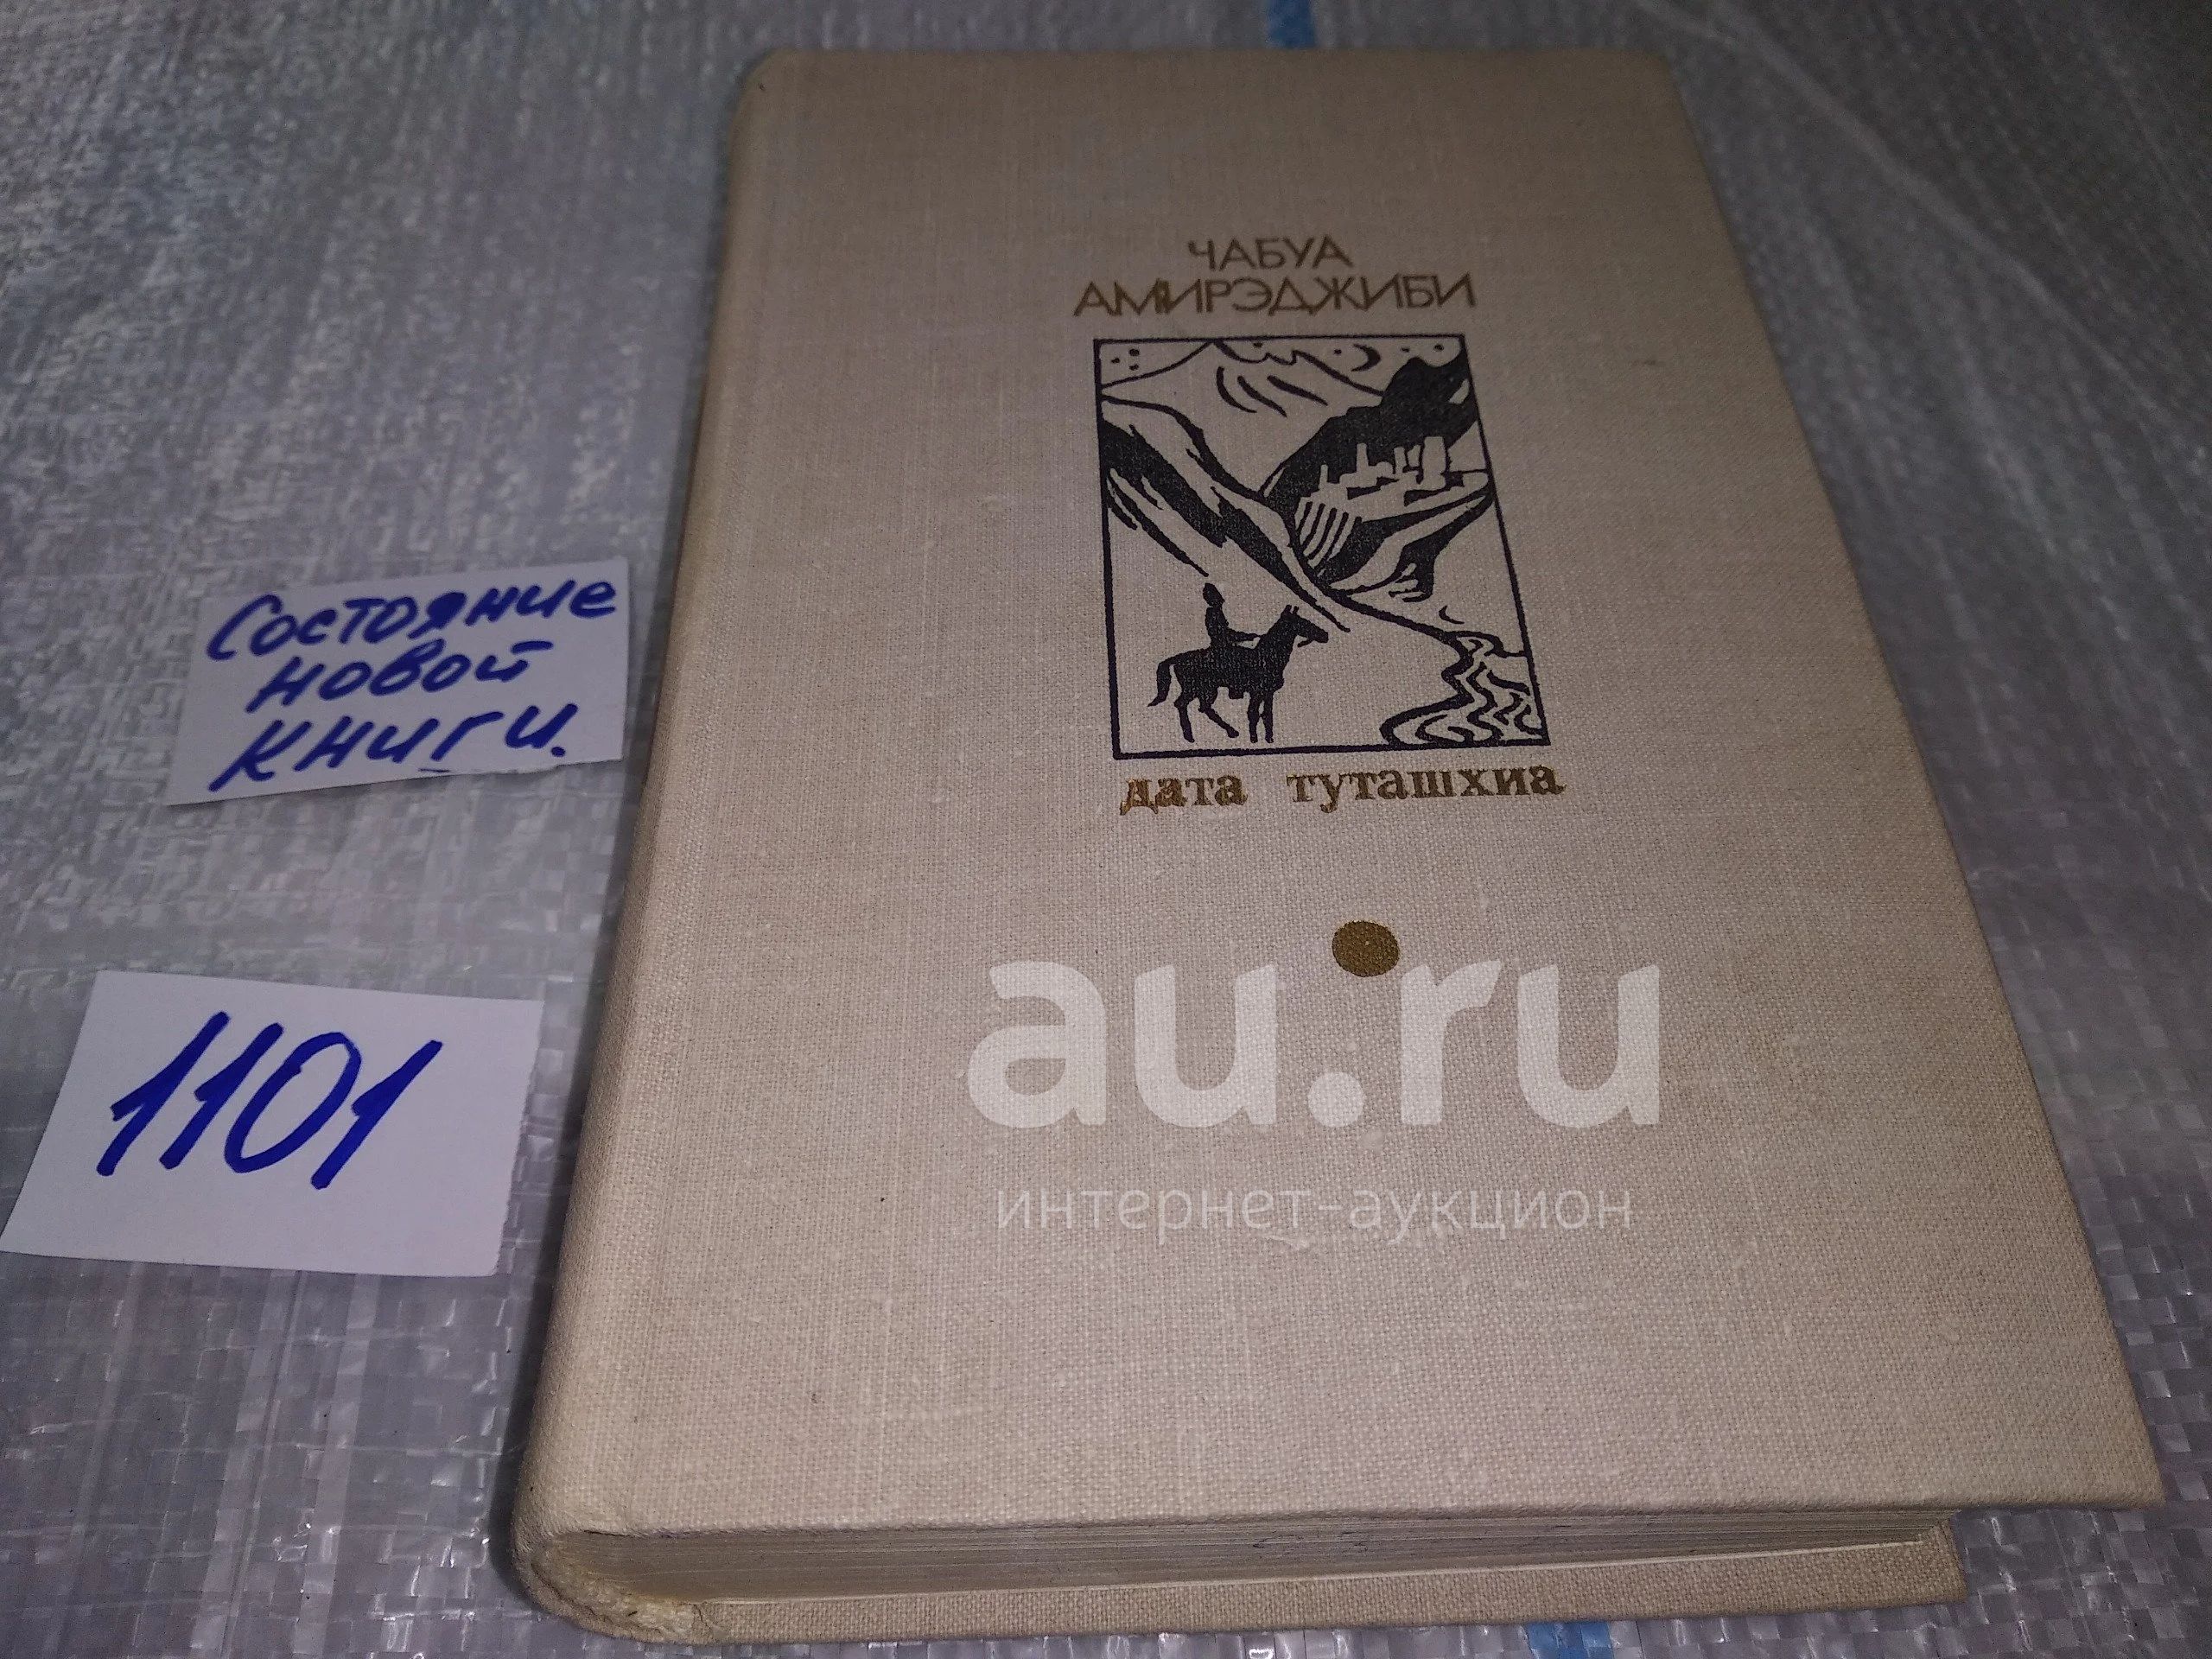 ЧАБУА
АМИРЭДЖИБИ
дата туташхиа
Состояние
новой
книги.
1101
au.ru
интернет-аукцион